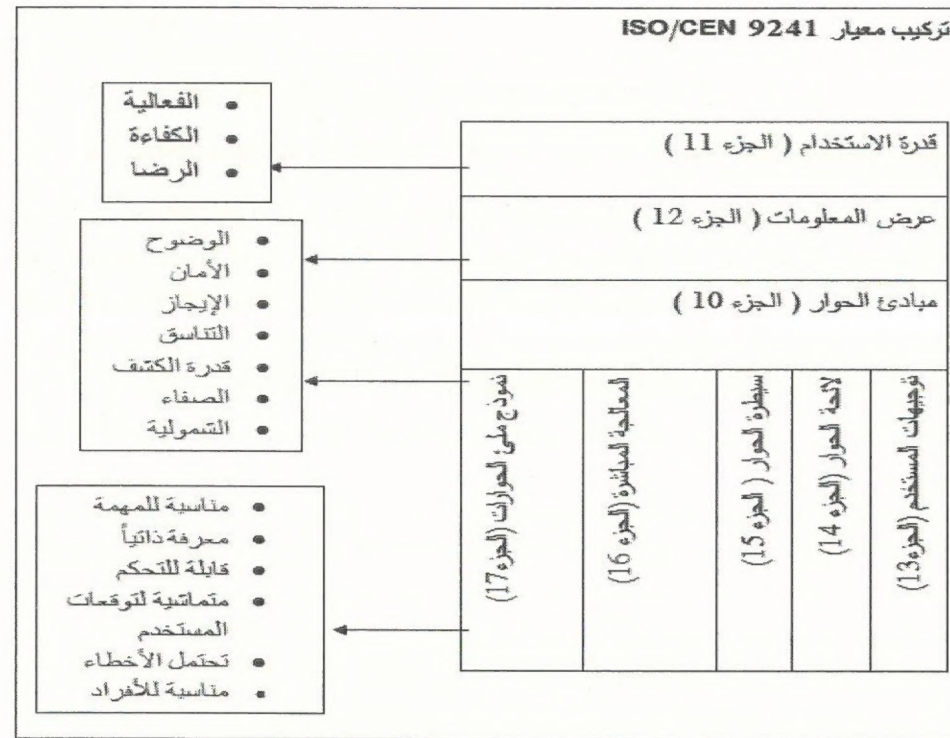 تركيب معيار ISO/CEN 9241
قدرة الاستخدام ( الجزء 11 )
عرض المعلومات ( الجزء 12 )
مبادئ الحوار ( الجزء 10 )
توجيهات المستخدم (الجزء13)
لائحة الحوار (الجزء 14)
سيطرة الحوار ( الجزء 15)
المعالجة المباشرة (الجزء 16)
نموذج ملئ الحوارات (الجزء17)
• الفعالية
• الكفاءة
• الرضا
• الوضوح
• الأمان
• الإيجاز
• التناسق
• قدرة الكشف
• الصفاء
• الشمولية
• مناسبة للمهمة
• معرفة ذاتياً
• قابلة للتحكم
• متماشية لتوقعات
المستخدم
• تحتمل الأخطاء
• مناسبة للأفراد